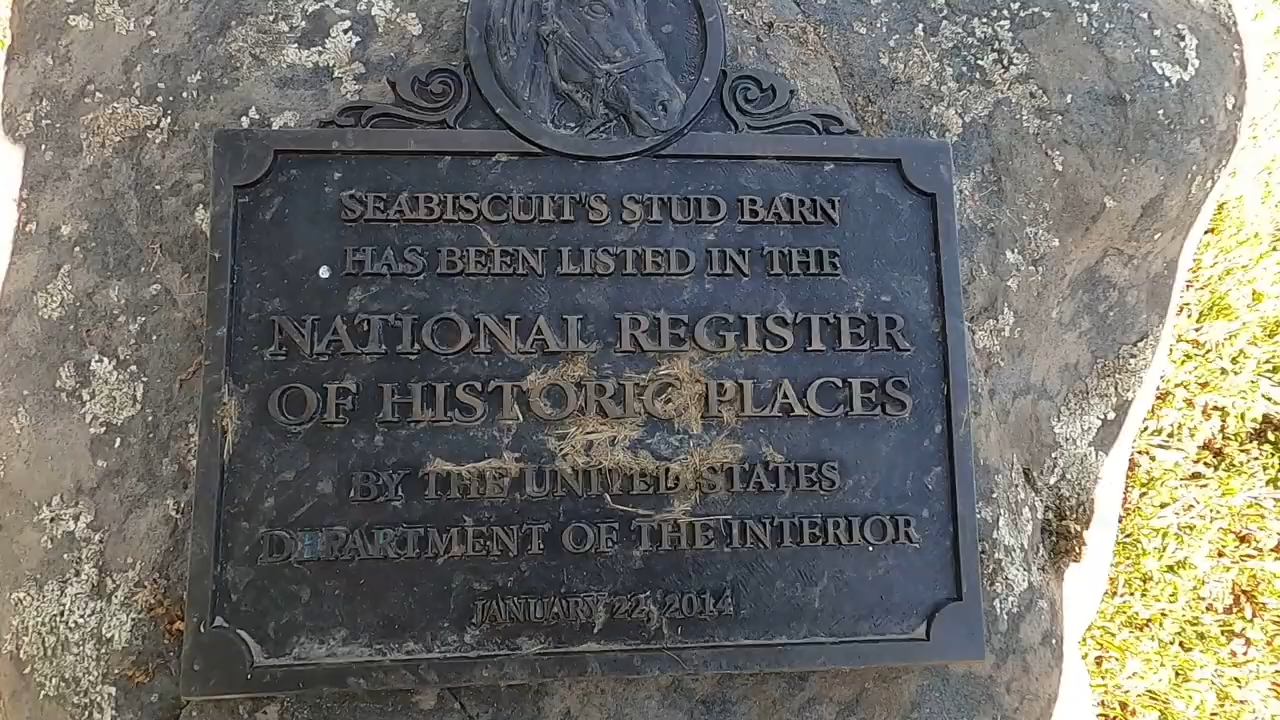 SEABISCUIT'S STUD BARN
HAS BEEN LISTED IN THE
NATIONAL REGISTER
OF HISTORIC PLACES
BY THE UNITED STATES
DEPARTMENT OF THE INTERIOR
JANUARY 22, 2014